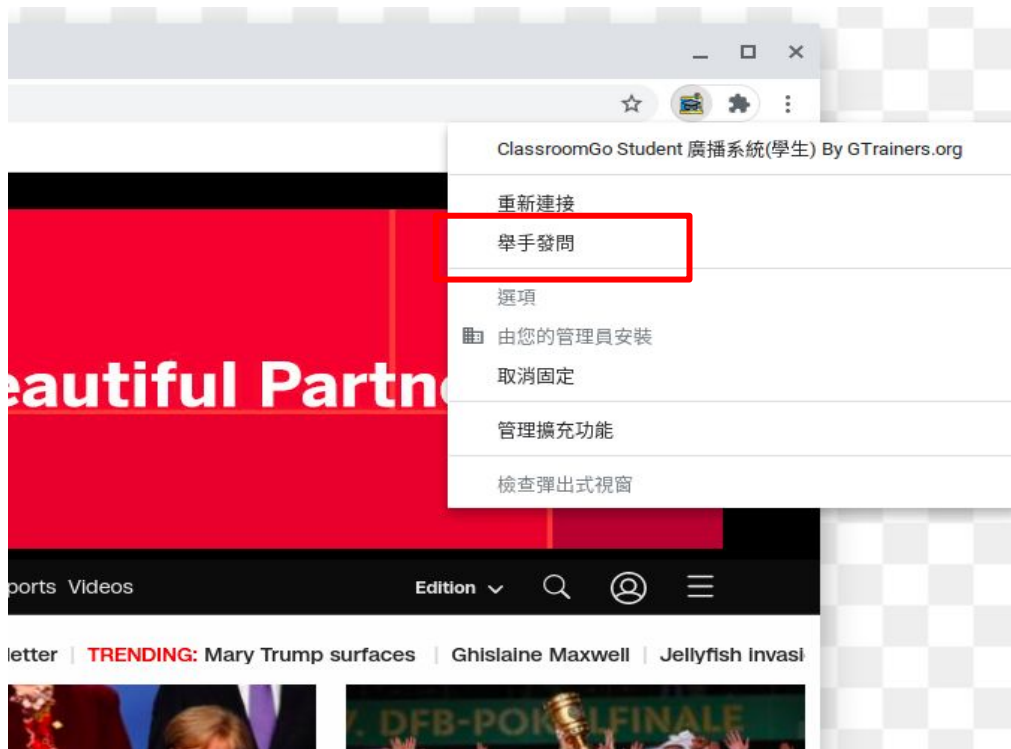 ClassroomGo Student 廣播系統(學生) By GTrainers.org
重新連接
舉手發問
選項
由您的管理員安裝
取消固定
管理擴充功能
檢查彈出式視窗
eautiful Partn
ports Videos Edition
letter | TRENDING: Mary Trump surfaces | Ghislaine Maxwell | Jellyfish invasi
DFB-POKALFINALE